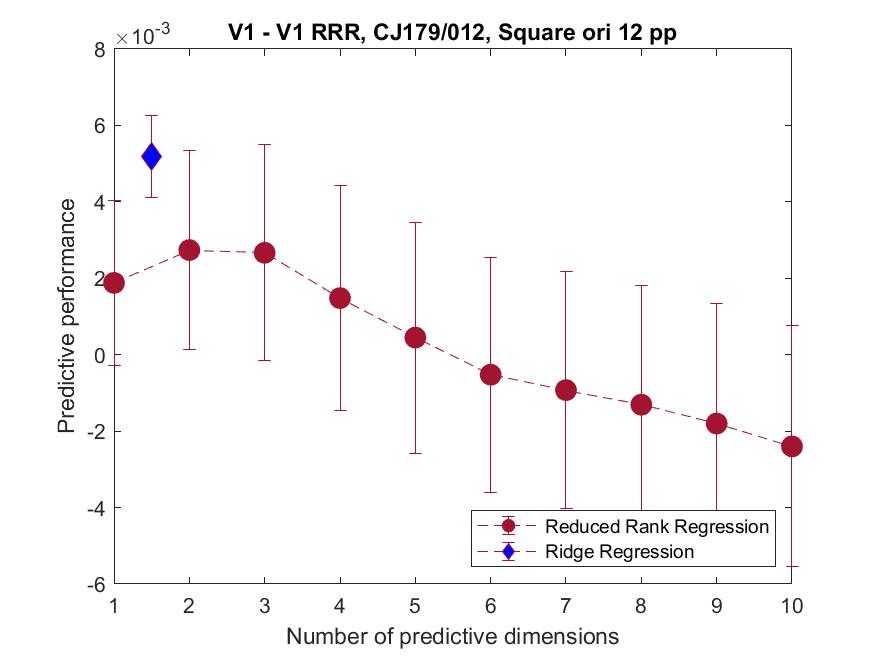 V1 - V1 RRR, CJ179/012, Square ori 12 pp
×10-3
8
6
4
2
0
-2
-4
-6
Predictive performance
1 2 3 4 5 6 7 8 9 10
Number of predictive dimensions
Reduced Rank Regression
Ridge Regression